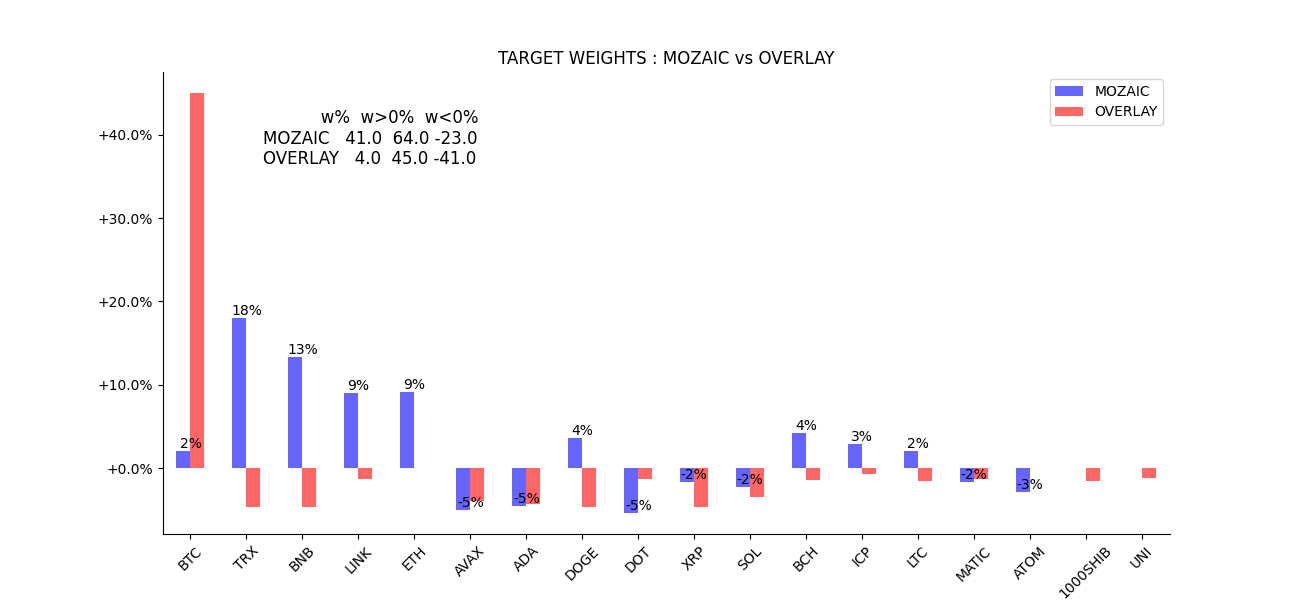 TARGET WEIGHTS : MOZAIC vs OVERLAY
MOZAIC
OVERLAY
w% w>0% w<0%
MOZAIC 41.0 64.0 -23.0
OVERLAY 4.0 45.0 -41.0
+40.0%
+30.0%
+20.0%
+10.0%
+0.0%
2%
18%
13%
9%
9%
-5%
-5%
4%
-5%
-2%
-2%
4%
3%
2%
-2%
-3%
BTC
TRX
BNB
LINK
ETH
AVAX
ADA
DOGE
DOT
XRP
SOL
BCH
ICP
LTC
MATIC
ATOM
1000SHIB
UNI